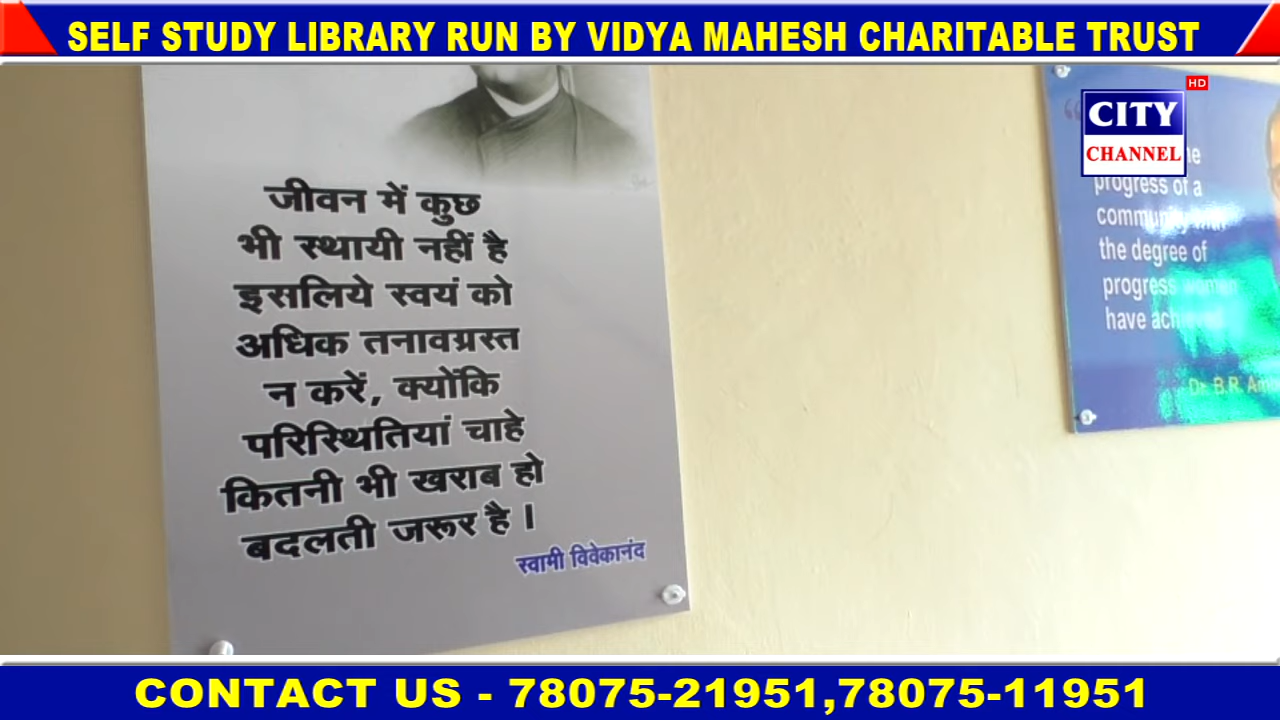 SELF STUDY LIBRARY RUN BY VIDYA MAHESH CHARITABLE TRUST
HD
CITY
CHANNEL
जीवन में कुछ
भी स्थायी नहीं है
इसलिये स्वयं को
अधिक तनावग्रस्त
न करें, क्योंकि
परिस्थितियां चाहे
कितनी भी खराब हो
बदलती जरूर है।
स्वामी विवेकानंद
progress of a
community with
the degree of
progress women
have
Dr. B.R.
CONTACT US - 78075-21951,78075-11951